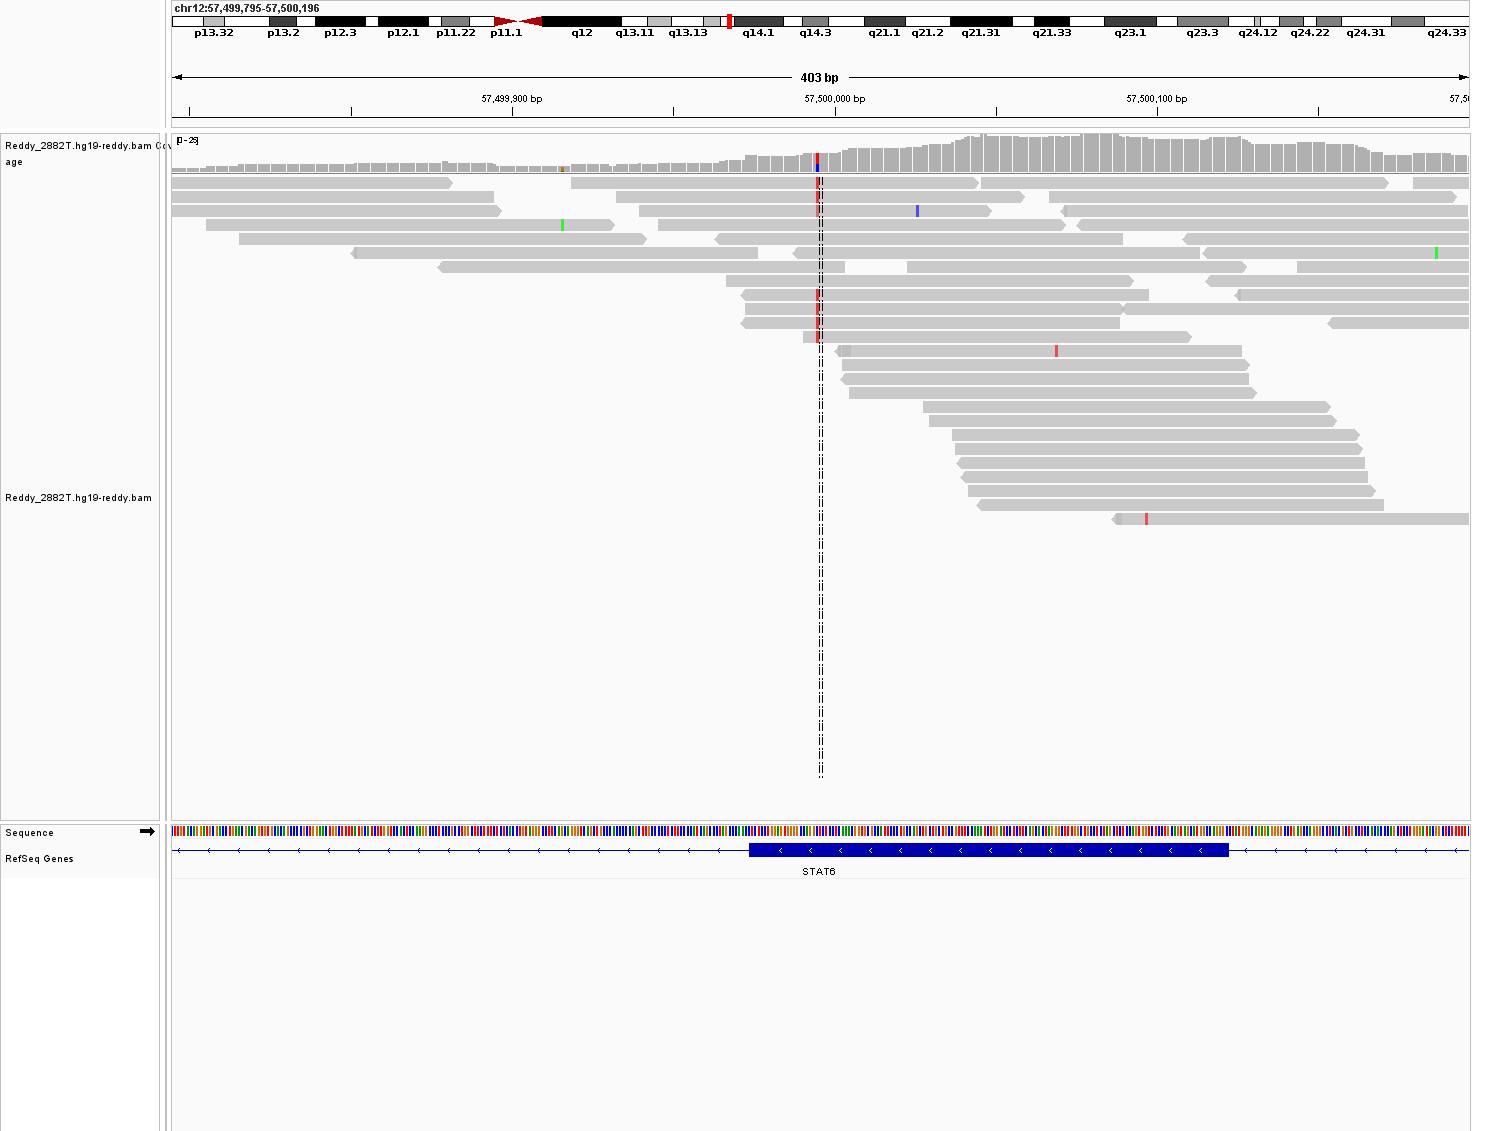 chr12:57,499,795-57,500,196
p13.32 p13.2 p12.3 p12.1 p11.22 p11.1 q12 q13.11 q13.13 q14.1 q14.3 q21.1 q21.2 q21.31 q21.33 q23.1 q23.3 q24.12 q24.22 q24.31 q24.33
403 bp
57,499,900 bp 57,500,000 bp 57,500,100 bp 57,50
Reddy_2882T.hg19-reddy.bam Cov
age
[0-25]
Reddy_2882T.hg19-reddy.bam
Sequence
RefSeq Genes
STAT6